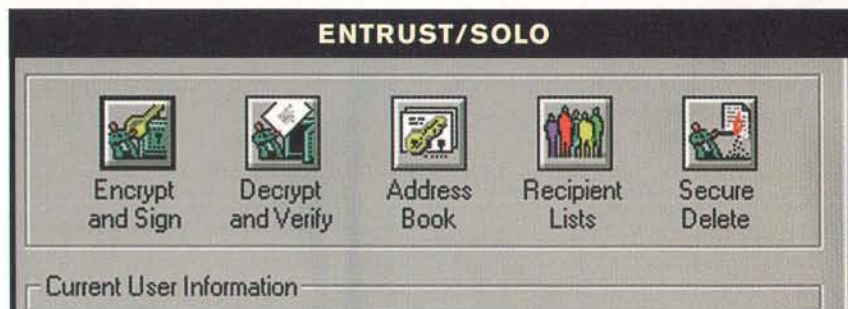 ENTRUST/SOLO
Encrypt and Sign
Decrypt and Verify
Address Book
Recipient Lists
Secure Delete
Current User Information